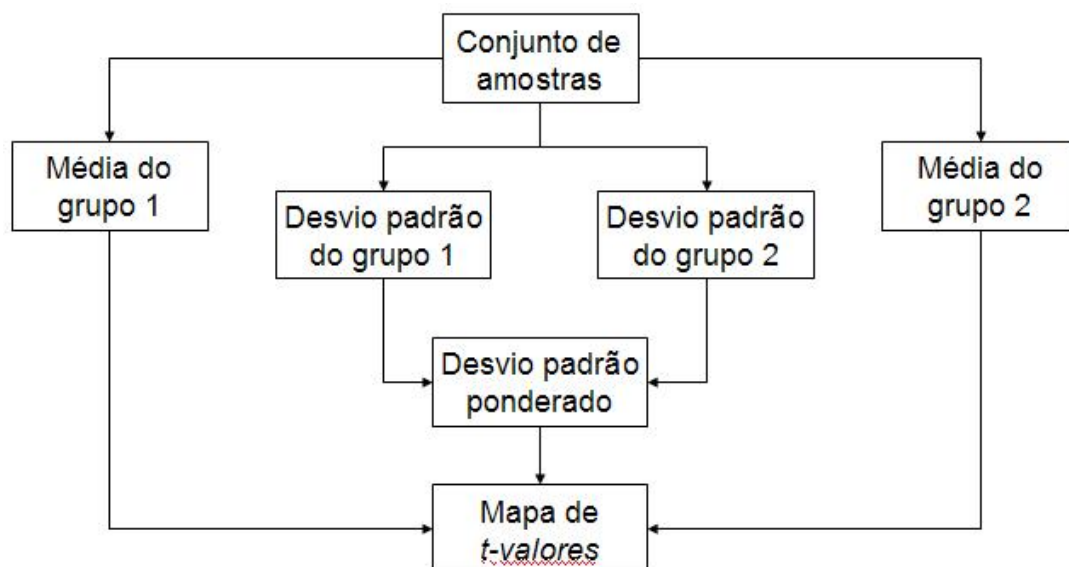 Conjunto de
amostras
Média do
grupo 1
Média do
grupo 2
Desvio padrão
do grupo 1
Desvio padrão
do grupo 2
Desvio padrão
ponderado
Mapa de
t-valores